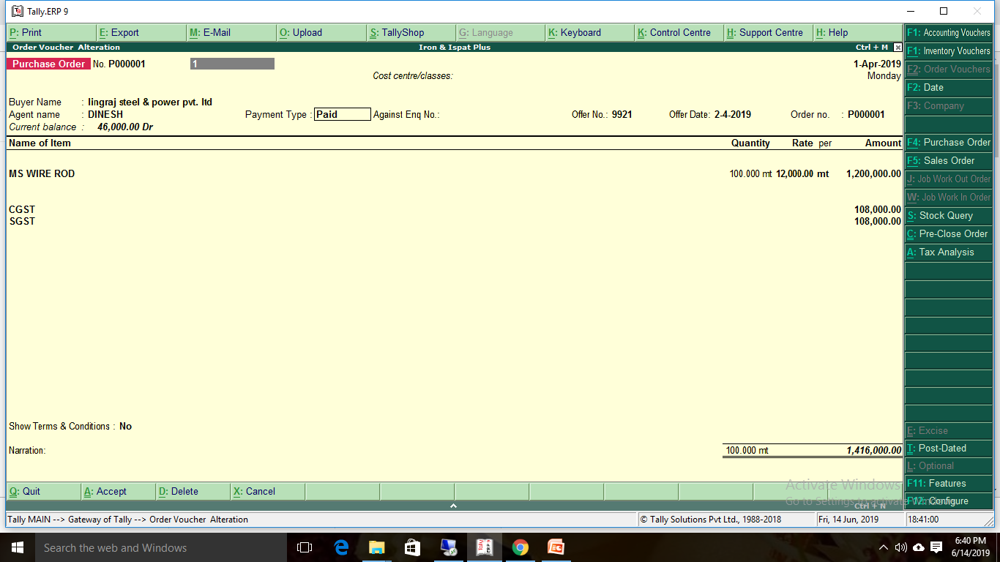 Tally.ERP 9
P: Print E: Export M: E-Mail O: Upload S: TallyShop G: Language K: Keyboard K: Control Centre H: Support Centre H: Help
Order Voucher Alteration Iron & Ispat Plus Ctrl + M
Purchase Order No. P000001 1 1-Apr-2019
Cost centre/classes: Monday
Buyer Name : lingraj steel & power pvt. ltd
Agent name : DINESH Payment Type : Paid Against Enq No.: Offer No.: 9921 Offer Date: 2-4-2019 Order no. : P000001
Current balance : 46,000.00 Dr
Name of Item Quantity Rate per Amount
MS WIRE ROD 100.000 mt 12,000.00 mt 1,200,000.00
CGST 108,000.00
SGST 108,000.00
Show Terms & Conditions : No
Narration: 100.000 mt 1,416,000.00
Q: Quit A: Accept D: Delete X: Cancel
Ctrl + N
F1: Accounting Vouchers
F1: Inventory Vouchers
F2: Order Vouchers
F2: Date
F3: Company
F4: Purchase Order
F5: Sales Order
J: Job Work Out Order
W: Job Work In Order
S: Stock Query
C: Pre-Close Order
A: Tax Analysis
E: Excise
T: Post-Dated
L: Optional
F11: Features
F12: Configure
Activate Windows
Go to Settings to activate Windows.
Tally MAIN --> Gateway of Tally --> Order Voucher Alteration © Tally Solutions Pvt Ltd., 1988-2018 Fri, 14 Jun, 2019 18:41:00
Search the web and Windows
Tally ERP 9
6:40 PM
6/14/2019